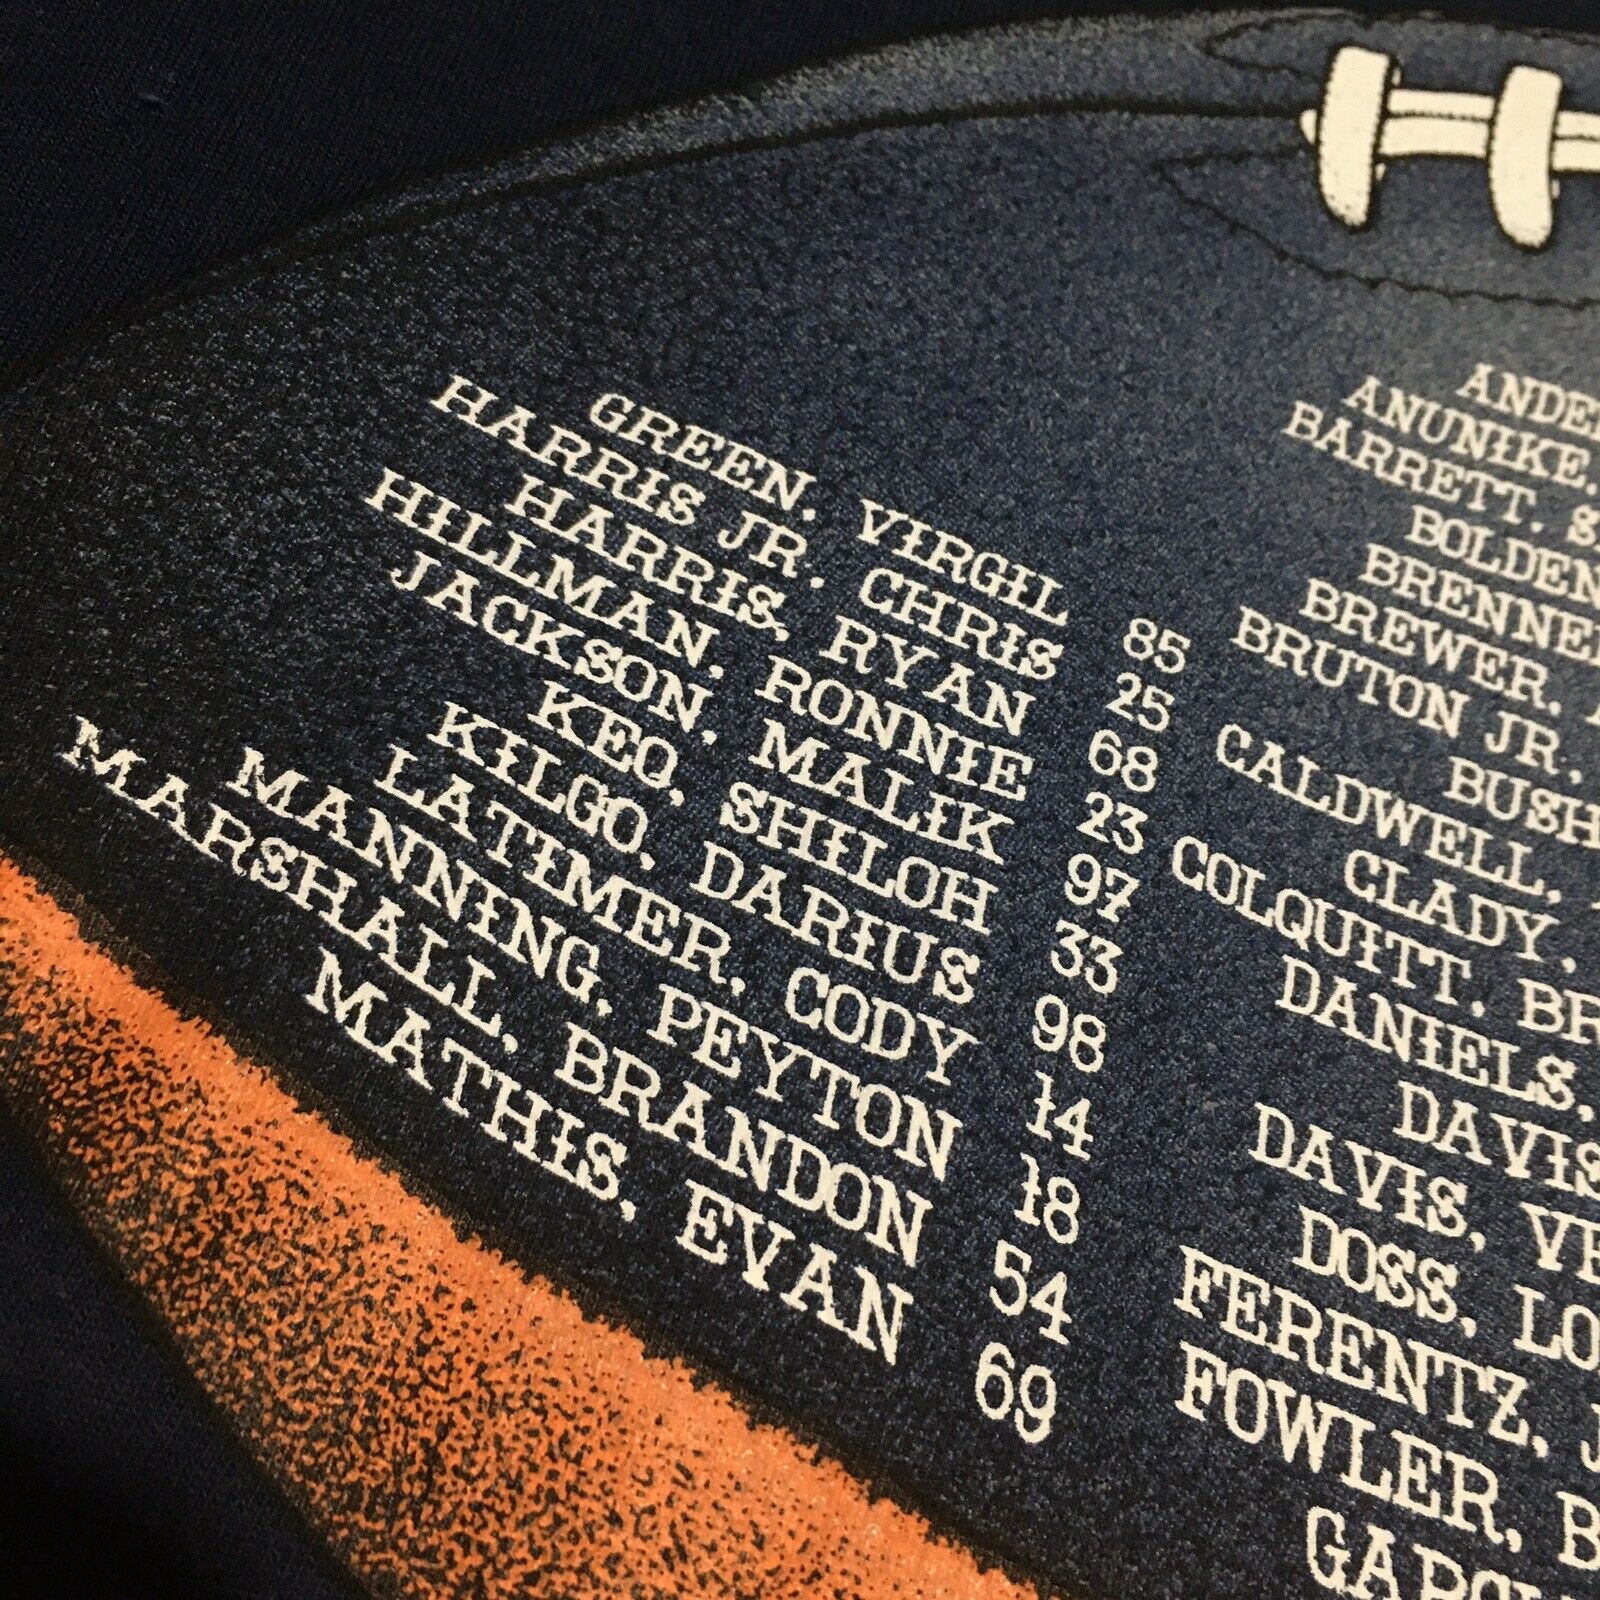 GREEN, VIRGIL 85
HARRIS JR. CHRIS 25
HARRIS, RYAN 68
HILLMAN, RONNIE 23
JACKSON, MALIK 97
KEO, SHILOH 33
KILGO, DARIUS 98
LATIMER, CODY 14
MANNING, PEYTON 18
MARSHALL, BRANDON 54
MATHIS, EVAN 69
ANUNIKE,
BARRETT,
BOLDEN
BREWER,
BRUTON JR.
BUSH
CALDWELL,
CLADY,
COLQUITT,
DANIELS,
DAVIS
DAVIS,
DOSS,
FERENTZ,
FOWLER,